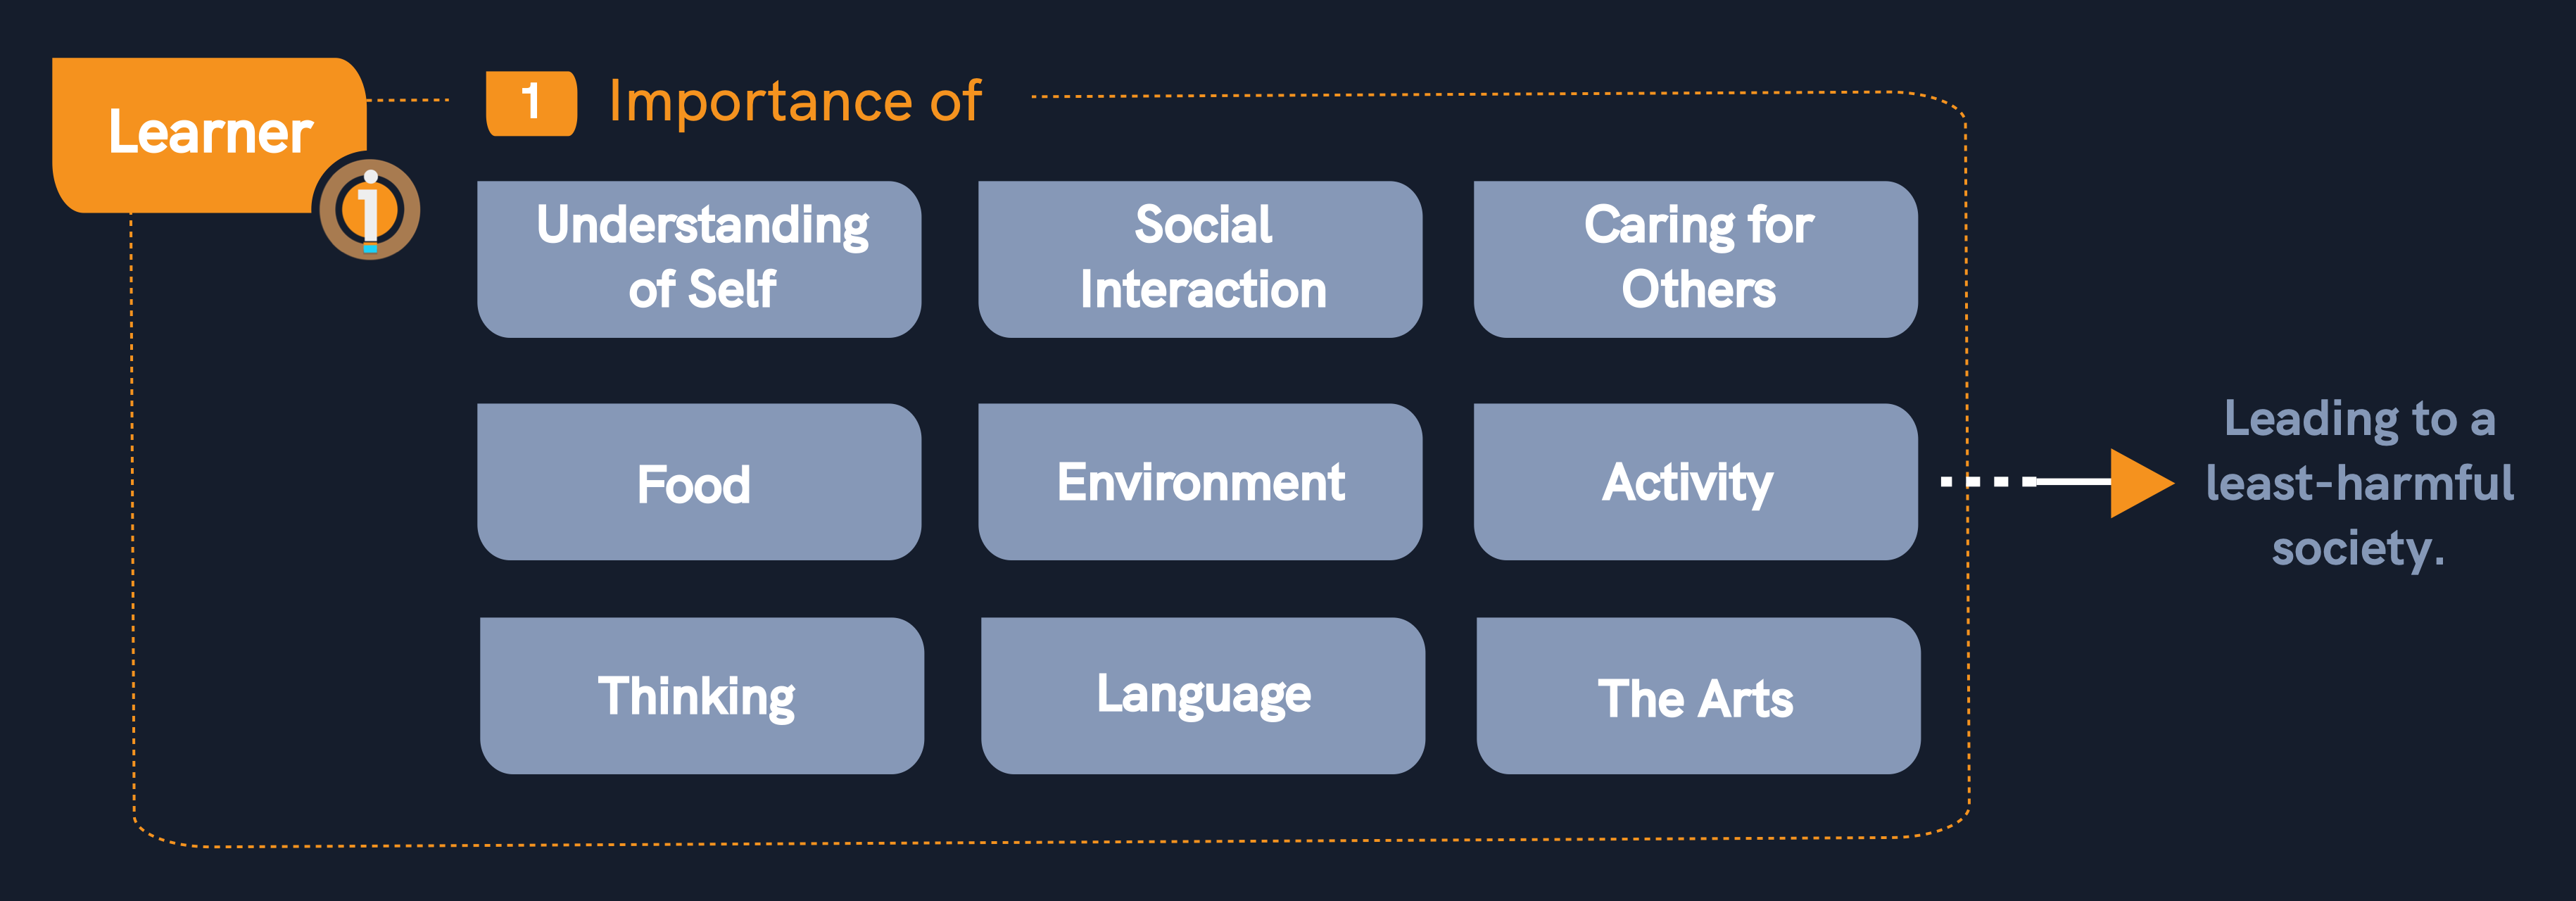 Learner
i
1 Importance of
Understanding
of Self
Social
Interaction
Caring for
Others
Food
Environment
Activity
Thinking
Language
The Arts
Leading to a
least-harmful
society.